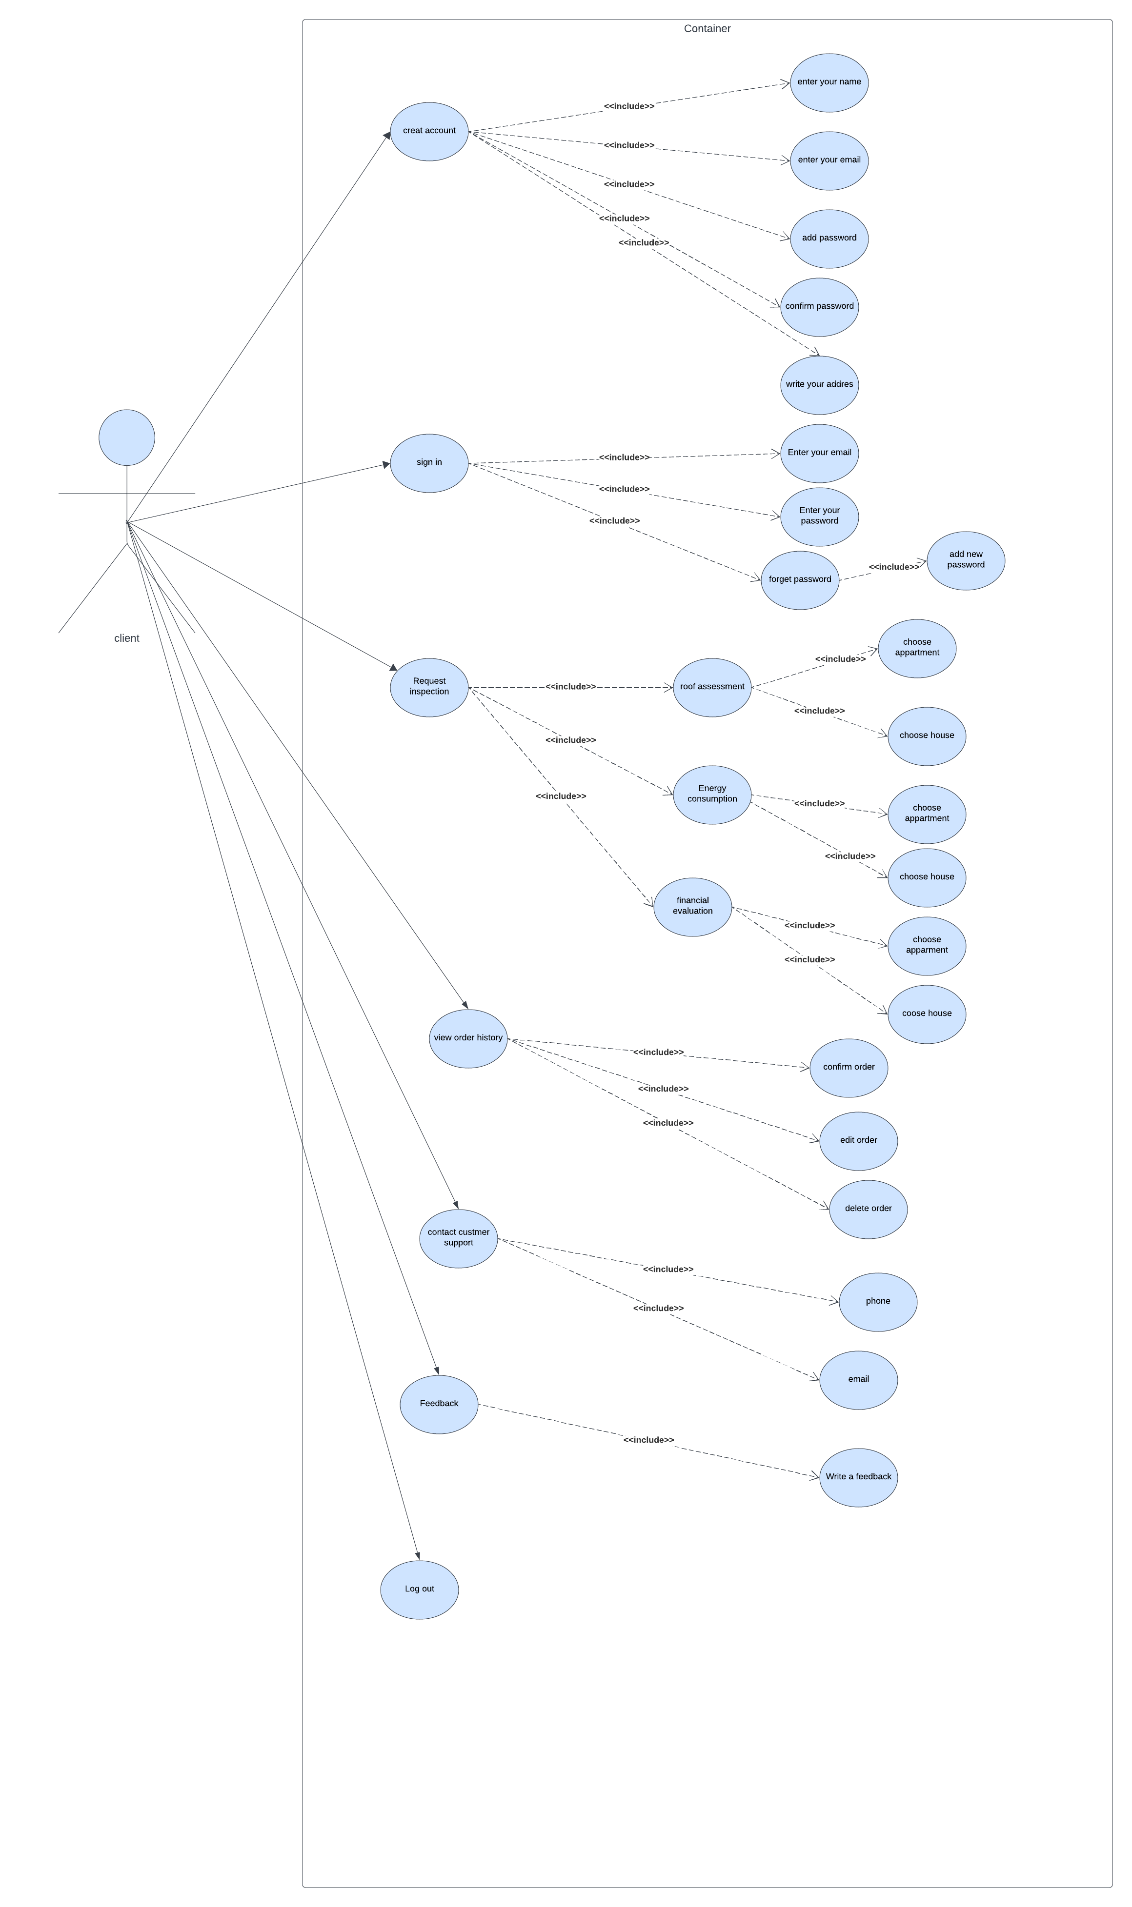 Container
enter your name
<<include>>
creat account
<<include>>
enter your email
<<include>>
<<include>>
add password
<<include>>
confirm password
write your addres
sign in
<<include>>
Enter your email
<<include>>
Enter your
password
<<include>>
forget password
<<include>>
add new
password
client
Request
inspection
<<include>>
roof assessment
<<include>>
choose
appartment
<<include>>
choose house
<<include>>
Energy
consumption
<<include>>
choose
appartment
<<include>>
choose house
<<include>>
financial
evaluation
<<include>>
choose
apparment
<<include>>
coose house
view order history
<<include>>
confirm order
<<include>>
edit order
<<include>>
delete order
contact custmer
support
<<include>>
phone
<<include>>
email
Feedback
<<include>>
Write a feedback
Log out